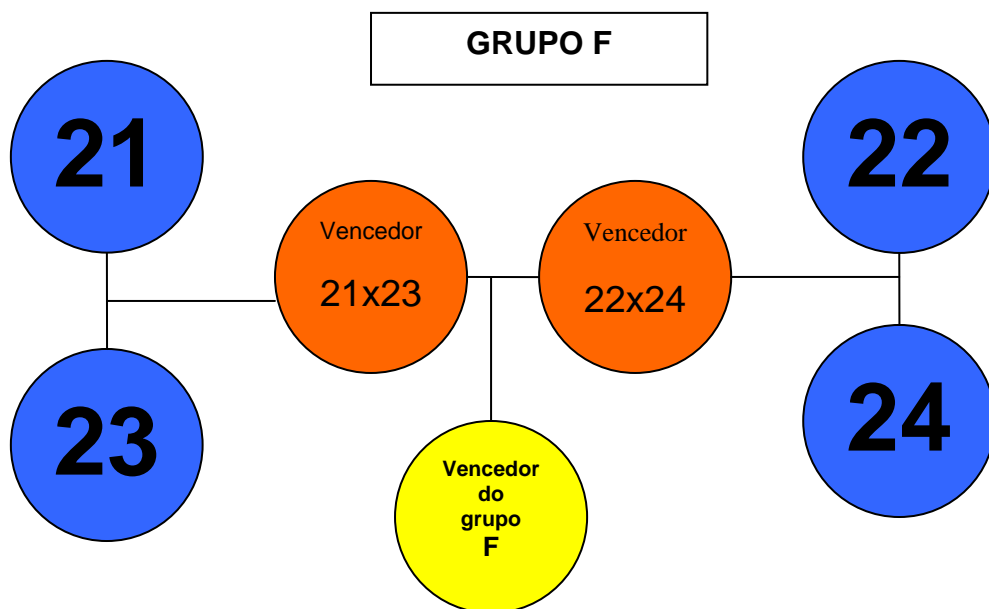 GRUPO F
21
22
Vencedor
21x23
Vencedor
22x24
23
24
Vencedor
do
grupo
F